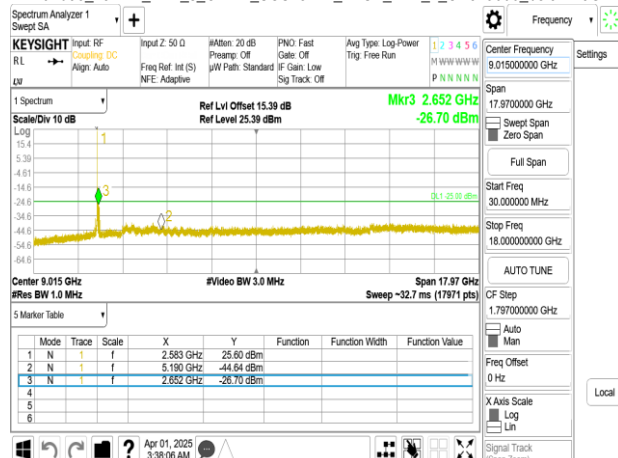 Spectrum Analyzer 1
Swept SA
Frequency
KEYSIGHT
Input: RF
Coupling: DC
Align: Auto
Input Z: 50 Ω
Freq Ref: Int (S)
NFE: Adaptive
#Atten: 20 dB
Preamp: Off
µW Path: Standard
PNO: Fast
Gate: Off
IF Gain: Low
Sig Track: Off
Avg Type: Log-Power
Trig: Free Run
1 2 3 4 5 6
M W W W W W
P N N N N N
RL
LXI
1 Spectrum
Scale/Div 10 dB
Log
Ref Lvl Offset 15.39 dB
Ref Level 25.39 dBm
Mkr3 2.652 GHz
-26.70 dBm
15.4
5.39
-4.61
-14.6
-24.6
-34.6
-44.6
-54.6
-64.6
1
3
2
DL1 -25.00 dBm
Center 9.015 GHz
#Video BW 3.0 MHz
Span 17.97 GHz
#Res BW 1.0 MHz
Sweep ~32.7 ms (17971 pts)
5 Marker Table
Mode Trace Scale X Y Function Function Width Function Value
1 N 1 f 2.583 GHz 25.60 dBm
2 N 1 f 5.190 GHz -44.64 dBm
3 N 1 f 2.652 GHz -26.70 dBm
4
5
6
?
Apr 01, 2025
3:38:06 AM
Center Frequency
9.015000000 GHz
Settings
Span
17.9700000 GHz
Swept Span
Zero Span
Full Span
Start Freq
30.000000 MHz
Stop Freq
18.000000000 GHz
AUTO TUNE
CF Step
1.797000000 GHz
Auto
Man
Freq Offset
0 Hz
Local
X Axis Scale
Log
Lin
Signal Track